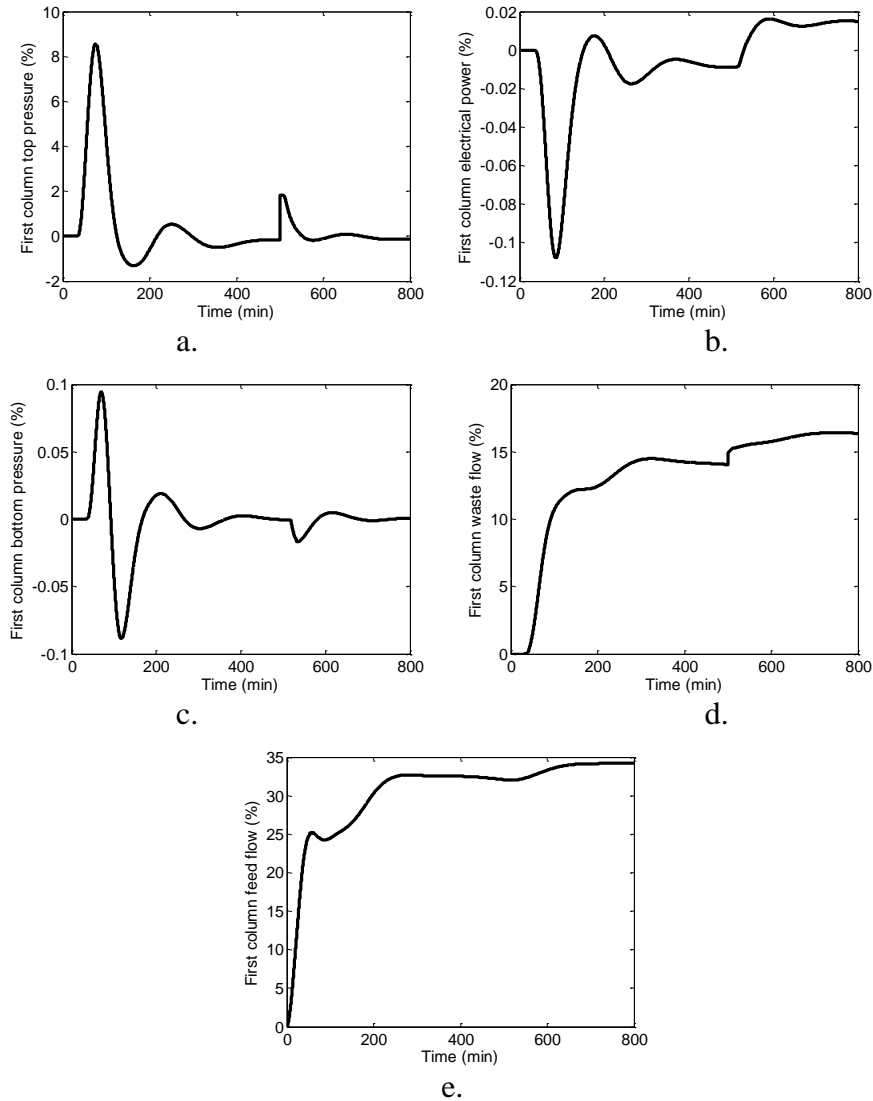 10
8
6
4
2
0
-2
0 200 400 600 800
First column top pressure (%)
Time (min)
a.
0.02
0
-0.02
-0.04
-0.06
-0.08
-0.1
-0.12
0 200 400 600 800
First column electrical power (%)
Time (min)
b.
0.1
0.05
0
-0.05
-0.1
0 200 400 600 800
First column bottom pressure (%)
Time (min)
c.
20
15
10
5
0
0 200 400 600 800
First column waste flow (%)
Time (min)
d.
35
30
25
20
15
10
5
0
0 200 400 600 800
First column feed flow (%)
Time (min)
e.